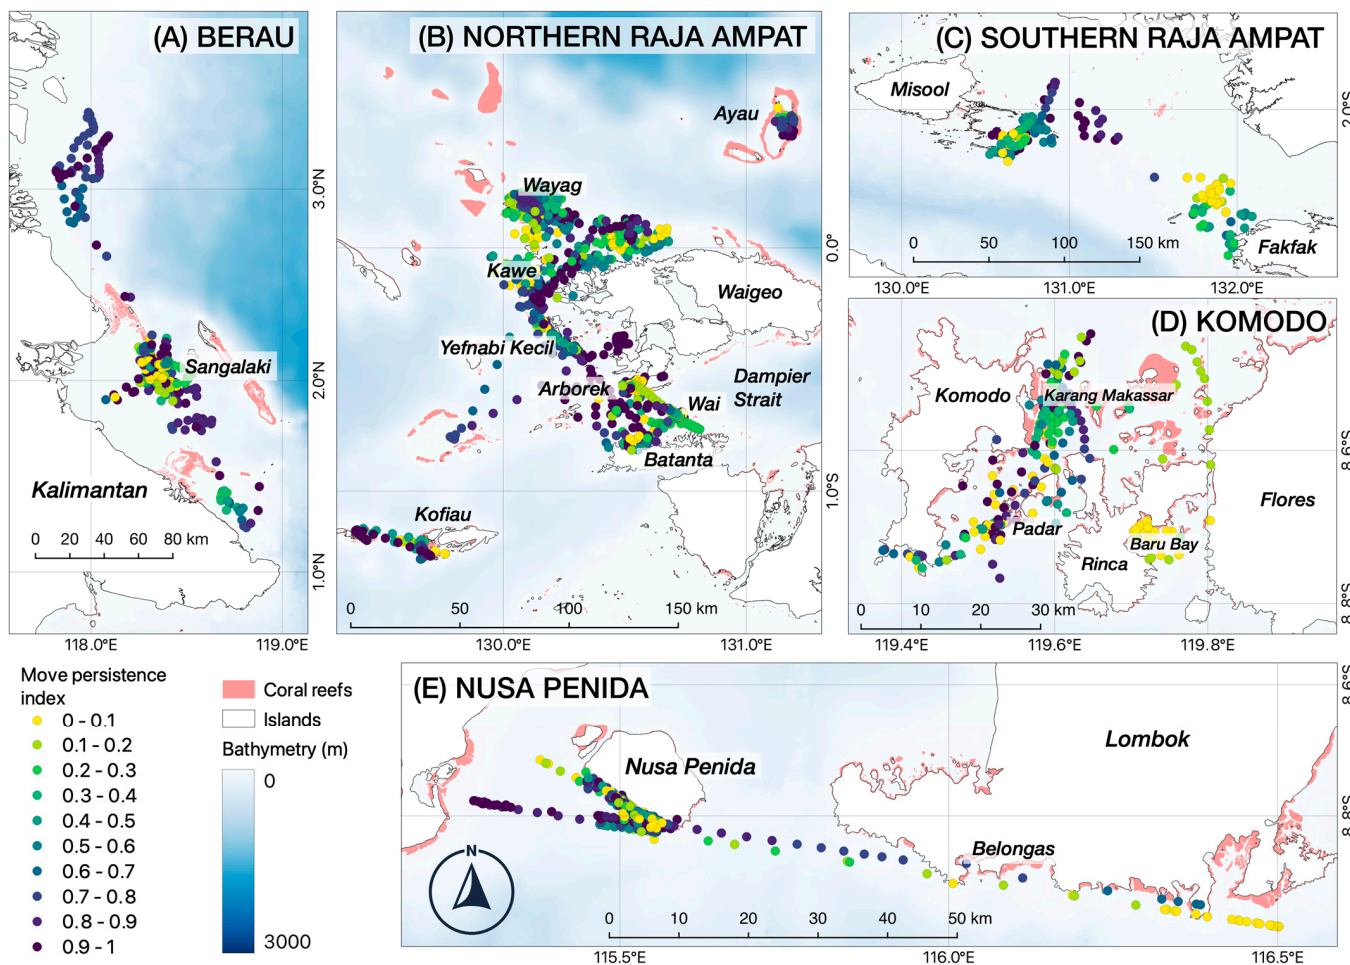 (A) BERAU
3.0°N
Sangalaki
2.0°N
Kalimantan
0 20 40 60 80 km
1.0°N
118.0°E 119.0°E
(B) NORTHERN RAJA AMPAT
Ayau
Wayag
0.0°
Kawe
Waigeo
Yefnabi Kecil
Arborek
Dampier
Strait
Wai
Batanta
1.0°S
Kofiau
0 50 100 150 km
130.0°E 131.0°E
(C) SOUTHERN RAJA AMPAT
Misool
2.0°S
0 50 100 150 km
Fakfak
130.0°E 131.0°E 132.0°E
(D) KOMODO
Komodo
Karang Makassar
8.6°S
Flores
Padar
Baru Bay
Rinca
8.8°S
0 10 20 30 km
119.4°E 119.6°E 119.8°E
Move persistence
index
0 - 0.1
0.1 - 0.2
0.2 - 0.3
0.3 - 0.4
0.4 - 0.5
0.5 - 0.6
0.6 - 0.7
0.7 - 0.8
0.8 - 0.9
0.9 - 1
Coral reefs
Islands
Bathymetry (m)
0
3000
(E) NUSA PENIDA
8.6°S
Lombok
Nusa Penida
8.8°S
N
Belongas
0 10 20 30 40 50 km
115.5°E 116.0°E 116.5°E